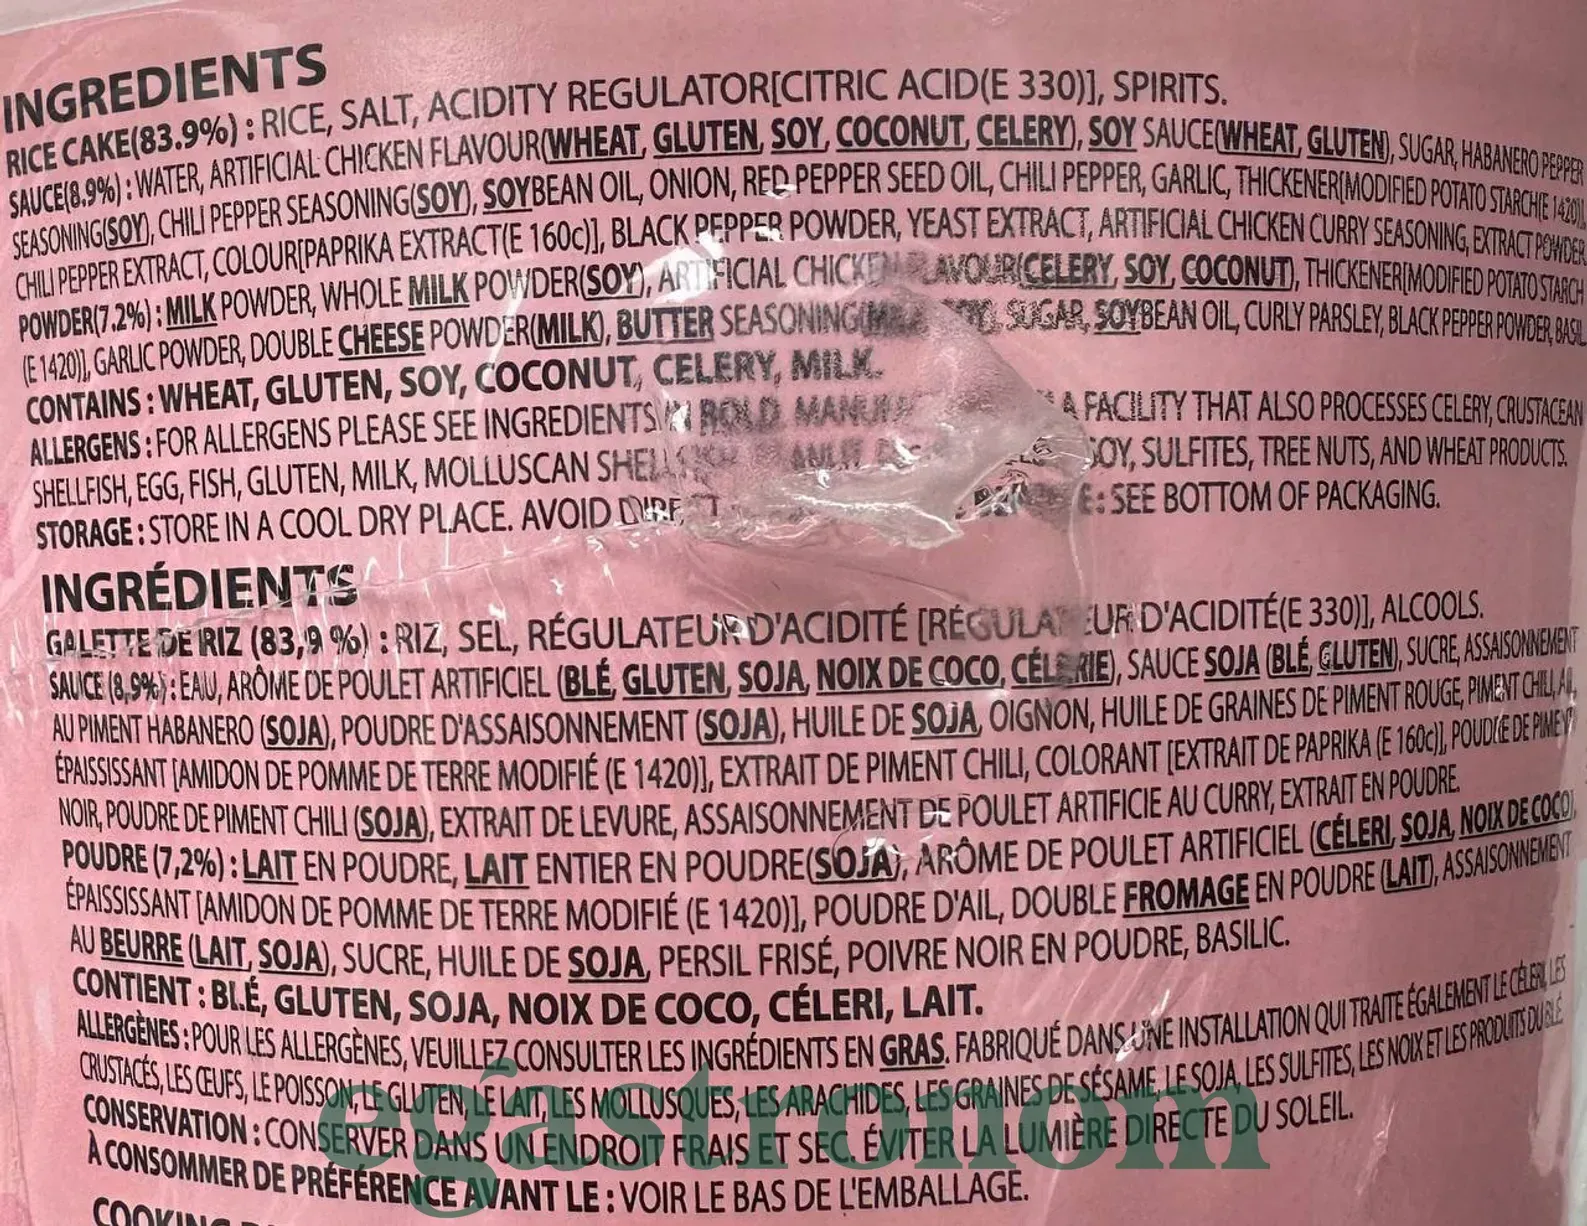 INGREDIENTS
RICE CAKE(83.9%) : RICE, SALT, ACIDITY REGULATOR[CITRIC ACID(E 330)], SPIRITS.
SAUCE(8.9%) : WATER, ARTIFICIAL CHICKEN FLAVOUR(WHEAT, GLUTEN, SOY, COCONUT, CELERY), SOY SAUCE(WHEAT, GLUTEN), SUGAR, HABANERO PEPPER
SEASONING(SOY), CHILI PEPPER SEASONING(SOY), SOYBEAN OIL, ONION, RED PEPPER SEED OIL, CHILI PEPPER, GARLIC, THICKENER[MODIFIED POTATO STARCH(E 1420)],
CHILI PEPPER EXTRACT, COLOUR[PAPRIKA EXTRACT(E 160c)], BLACK PEPPER POWDER, YEAST EXTRACT, ARTIFICIAL CHICKEN CURRY SEASONING, EXTRACT POWDER
POWDER(7.2%) : MILK POWDER, WHOLE MILK POWDER(SOY), ARTIFICIAL CHICKEN FLAVOUR(CELERY, SOY, COCONUT), THICKENER[MODIFIED POTATO STARCH
(E 1420)], GARLIC POWDER, DOUBLE CHEESE POWDER(MILK), BUTTER SEASONING( SUGAR, SOYBEAN OIL, CURLY PARSLEY, BLACK PEPPER POWDER, BASIL
CONTAINS : WHEAT, GLUTEN, SOY, COCONUT, CELERY, MILK.
ALLERGENS : FOR ALLERGENS PLEASE SEE INGREDIENTS IN BOLD. A FACILITY THAT ALSO PROCESSES CELERY, CRUSTACEAN
SHELLFISH, EGG, FISH, GLUTEN, MILK, MOLLUSCAN SOY, SULFITES, TREE NUTS, AND WHEAT PRODUCTS.
STORAGE : STORE IN A COOL DRY PLACE. AVOID DIRECT : SEE BOTTOM OF PACKAGING.
INGRÉDIENTS
GALETTE DE RIZ (83,9 %) : RIZ, SEL, RÉGULATEUR D'ACIDITÉ [RÉGULATEUR D'ACIDITÉ(E 330)], ALCOOLS.
SAUCE (8,9%) : EAU, ARÔME DE POULET ARTIFICIEL (BLÉ, GLUTEN, SOJA, NOIX DE COCO, CÉLERIE), SAUCE SOJA (BLÉ, GLUTEN), SUCRE, ASSAISONNEMENT
AU PIMENT HABANERO (SOJA), POUDRE D'ASSAISONNEMENT (SOJA), HUILE DE SOJA, OIGNON, HUILE DE GRAINES DE PIMENT ROUGE, PIMENT CHILI, AIL,
ÉPAISSISSANT [AMIDON DE POMME DE TERRE MODIFIÉ (E 1420)], EXTRAIT DE PIMENT CHILI, COLORANT [EXTRAIT DE PAPRIKA (E 160c)], POUDRE DE PIMENT
NOIR, POUDRE DE PIMENT CHILI (SOJA), EXTRAIT DE LEVURE, ASSAISONNEMENT DE POULET ARTIFICIE AU CURRY, EXTRAIT EN POUDRE.
POUDRE (7,2%) : LAIT EN POUDRE, LAIT ENTIER EN POUDRE(SOJA), ARÔME DE POULET ARTIFICIEL (CÉLERI, SOJA, NOIX DE COCO),
ÉPAISSISSANT [AMIDON DE POMME DE TERRE MODIFIÉ (E 1420)], POUDRE D'AIL, DOUBLE FROMAGE EN POUDRE (LAIT), ASSAISONNEMENT
AU BEURRE (LAIT, SOJA), SUCRE, HUILE DE SOJA, PERSIL FRISÉ, POIVRE NOIR EN POUDRE, BASILIC.
CONTIENT : BLÉ, GLUTEN, SOJA, NOIX DE COCO, CÉLERI, LAIT.
ALLERGÈNES : POUR LES ALLERGÈNES, VEUILLEZ CONSULTER LES INGRÉDIENTS EN GRAS. FABRIQUÉ DANS UNE INSTALLATION QUI TRAITE ÉGALEMENT LE CÉLERI, LES
CRUSTACÉS, LES ŒUFS, LE POISSON, LE GLUTEN, LE LAIT, LES MOLLUSQUES, LES ARACHIDES, LES GRAINES DE SÉSAME, LE SOJA, LES SULFITES, LES NOIX ET LES PRODUITS DU BLÉ
CONSERVATION : CONSERVER DANS UN ENDROIT FRAIS ET SEC. ÉVITER LA LUMIÈRE DIRECTE DU SOLEIL.
À CONSOMMER DE PRÉFÉRENCE AVANT LE : VOIR LE BAS DE L'EMBALLAGE.
COOKING
egastronom